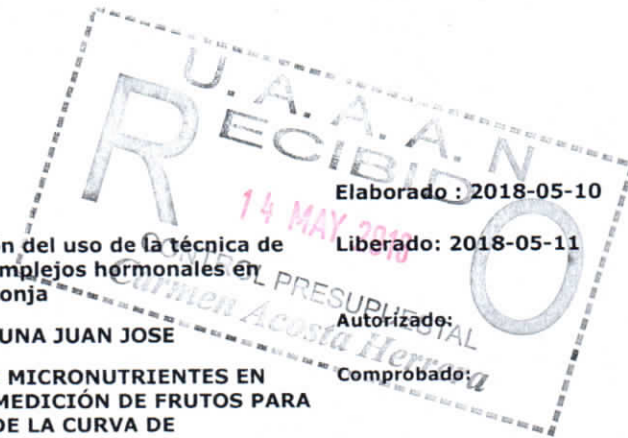 U. A. A. A. N
RECIBIDO
14 MAY 2018
CONTROL PRESUPUESTAL
Carmen Acosta Herrera
Elaborado : 2018-05-10
n del uso de la técnica de
Liberado: 2018-05-11
mplejos hormonales en
onja
Autorizado:
UNA JUAN JOSE
Comprobado:
MICRONUTRIENTES EN
MEDICIÓN DE FRUTOS PARA
DE LA CURVA DE